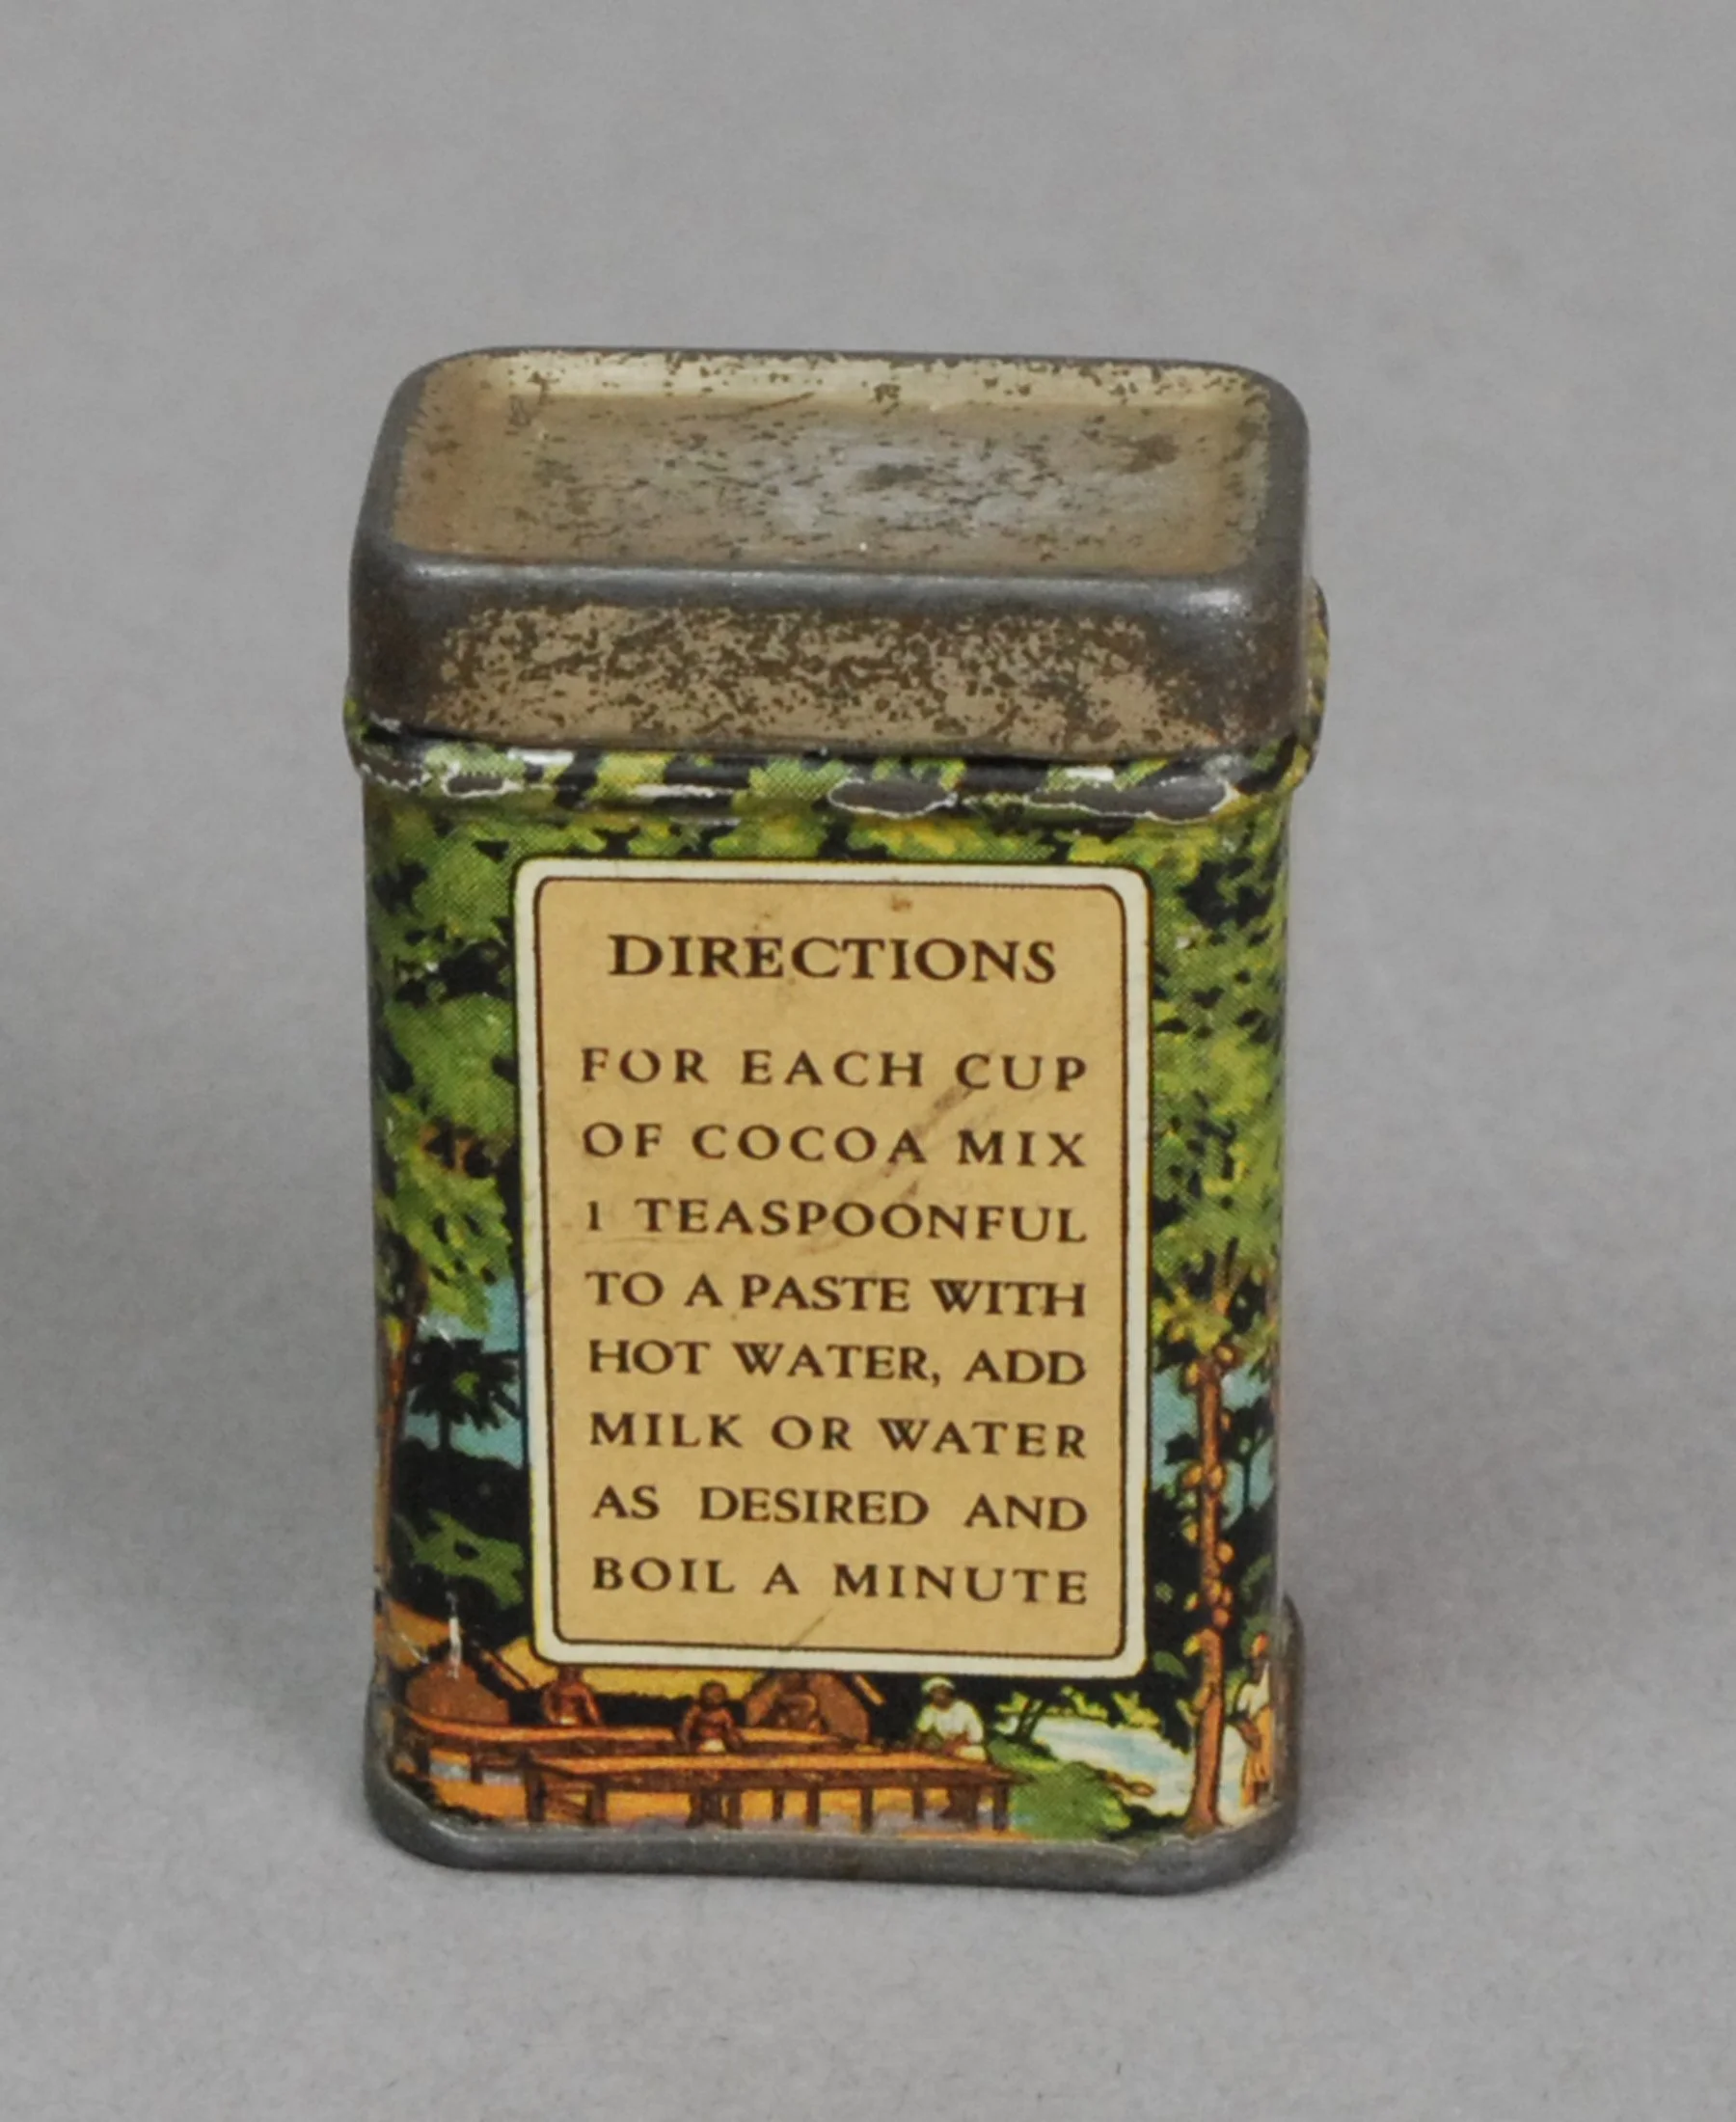 DIRECTIONS
FOR EACH CUP
OF COCOA MIX
1 TEASPOONFUL
TO A PASTE WITH
HOT WATER, ADD
MILK OR WATER
AS DESIRED AND
BOIL A MINUTE